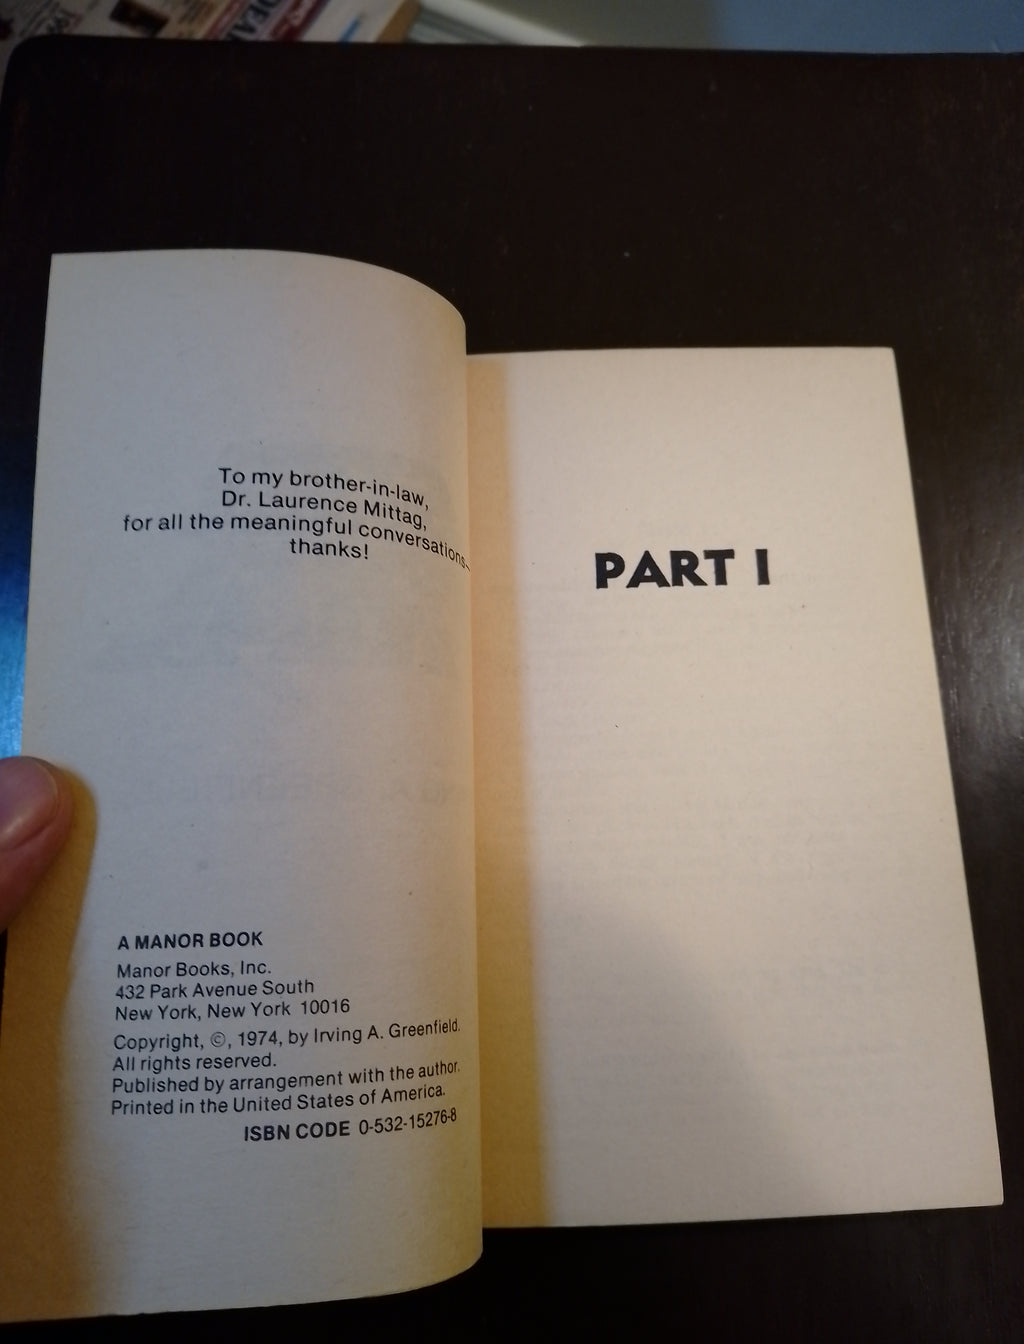 To my brother-in-law,
Dr. Laurence Mittag,
for all the meaningful conversations–
thanks!
A MANOR BOOK
Manor Books, Inc.
432 Park Avenue South
New York, New York 10016
Copyright, ©, 1974, by Irving A. Greenfield.
All rights reserved.
Published by arrangement with the author.
Printed in the United States of America.
ISBN CODE 0-532-15276-8
PART I